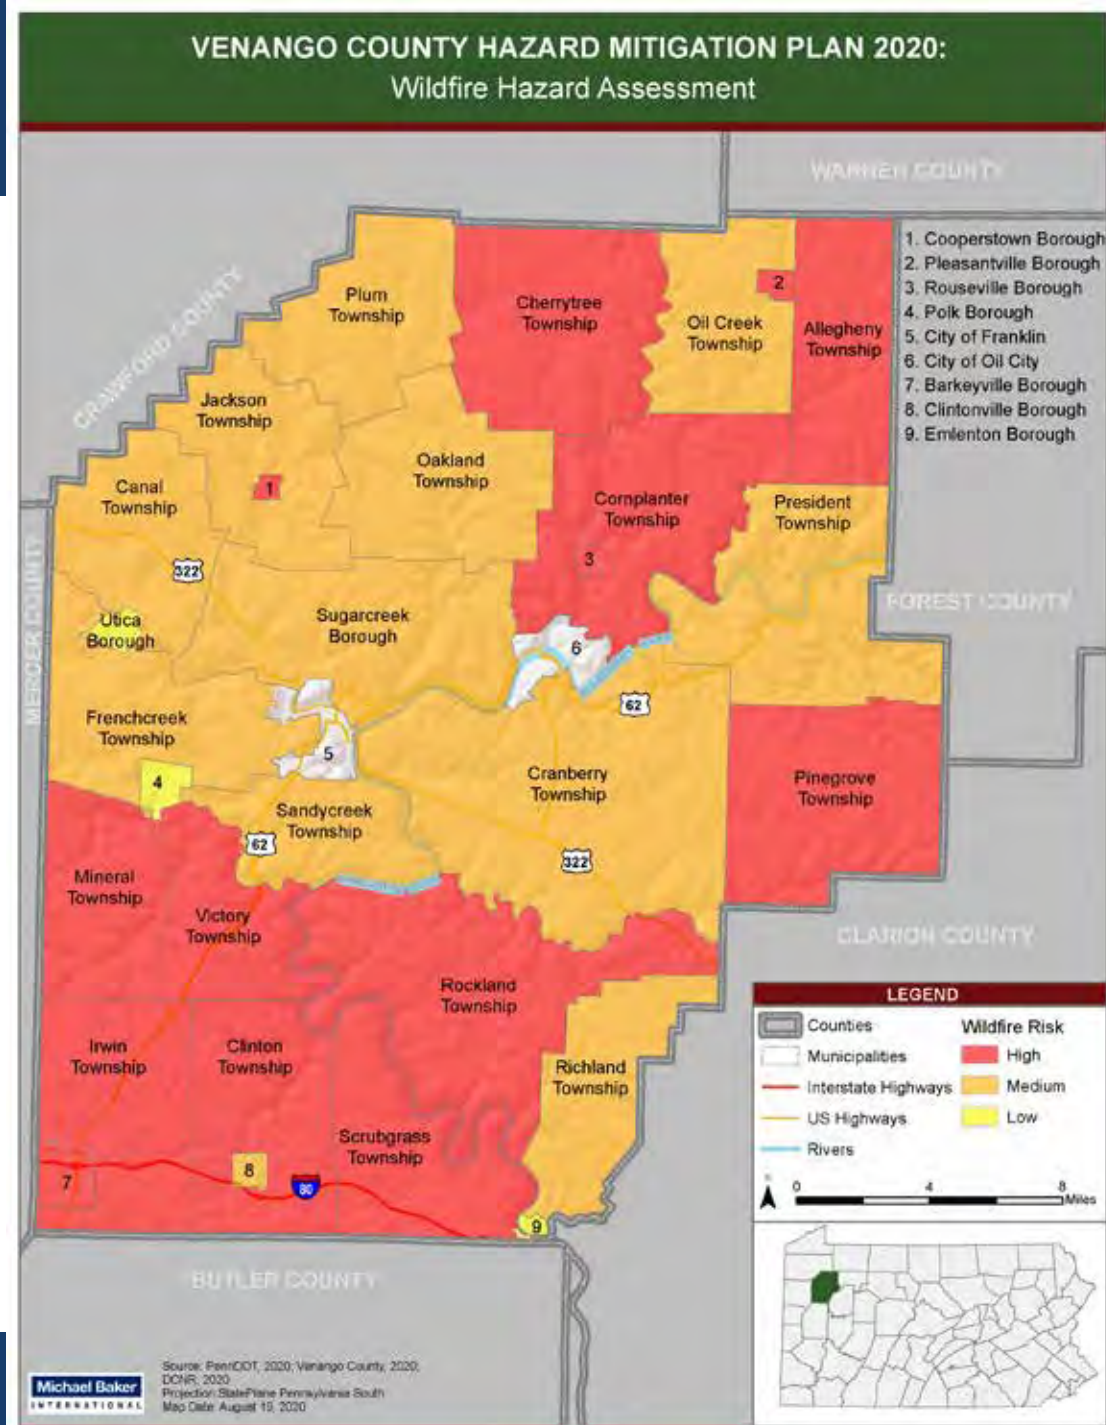 VENANGO COUNTY HAZARD MITIGATION PLAN 2020:
Wildfire Hazard Assessment
WARREN COUNTY
CRAWFORD COUNTY
1. Cooperstown Borough
2. Pleasantville Borough
3. Rouseville Borough
4. Polk Borough
5. City of Franklin
6. City of Oil City
7. Barkeyville Borough
8. Clintonville Borough
9. Emlenton Borough
Plum
Township
Cherrytree
Township
2
Oil Creek
Township
Allegheny
Township
Jackson
Township
Oakland
Township
Canal
Township
1
Cornplanter
Township
President
Township
3
322
MERCER COUNTY
Utica
Borough
Sugarcreek
Borough
FOREST COUNTY
6
62
Frenchcreek
Township
5
4
Cranberry
Township
Pinegrove
Township
Sandycreek
Township
62
322
Mineral
Township
Victory
Township
CLARION COUNTY
Rockland
Township
Irwin
Township
Clinton
Township
Richland
Township
Scrubgrass
Township
7
8
80
9
BUTLER COUNTY
LEGEND
Counties
Municipalities
Interstate Highways
US Highways
Rivers
Wildfire Risk
High
Medium
Low
0 4 8
Miles
Michael Baker
INTERNATIONAL
Source: PennDOT, 2020; Venango County, 2020;
DCNR, 2020
Projection: StatePlane Pennsylvania South
Map Date: August 19, 2020